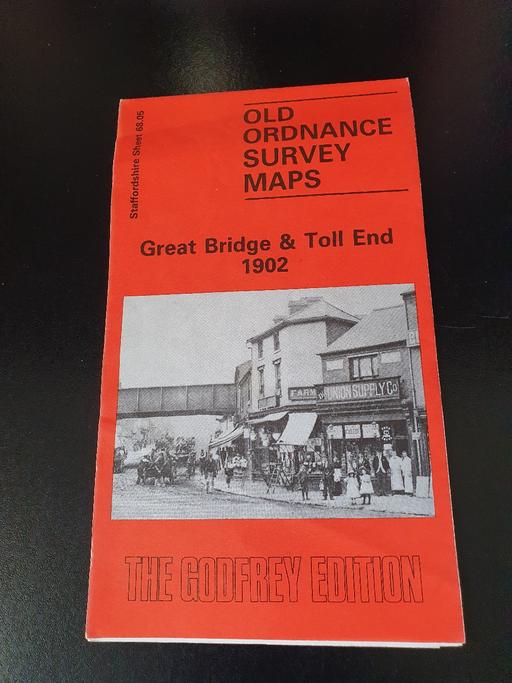 Staffordshire Sheet 68.05
OLD
ORDNANCE
SURVEY
MAPS
Great Bridge & Toll End
1902
FARM
UNION SUPPLY Co
THE GODFREY EDITION